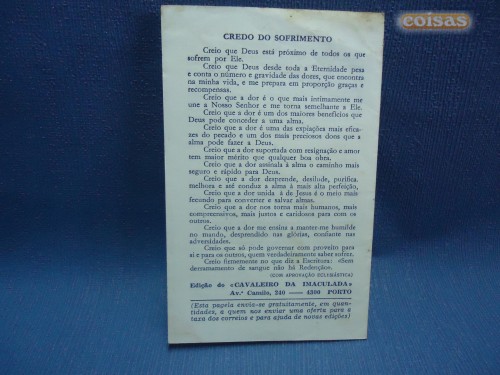 coisas
CREDO DO SOFRIMENTO
Creio que Deus está próximo de todos os que
sofrem por Ele.
Creio que Deus desde toda a Eternidade pesa
e conta o número e gravidade das dores, que encontra
na minha vida, e me prepara em proporção graças e
recompensas.
Creio que a dor é o que mais intimamente me
une a Nosso Senhor e me torna semelhante a Ele.
Creio que a dor é um dos maiores benefícios que
Deus pode conceder a uma alma.
Creio que a dor é uma das expiações mais efica-
zes do pecado e um dos mais preciosos dons que a
alma pode fazer a Deus.
Creio que a dor suportada com resignação e amor
tem maior mérito que qualquer boa obra.
Creio que a dor assinala à alma o caminho mais
seguro e rápido para Deus.
Creio que a dor desprende, desilude, purifica,
melhora e até conduz a alma à mais alta perfeição,
Creio que a dor unida à de Jesus é o meio mais
fecundo para converter e salvar almas.
Creio que a dor nos torna mais humanos, mais
compreensivos, mais justos e caridosos para com os
outros.
Creio que a dor me ensina a manter-me humilde
no mando, desprendido nas glórias, confiante nas
adversidades.
Creio que só pode governar com proveito para
si e para os outros, quem verdadeiramente saber sofrer.
Creio firmemente no que diz a Escritura: «Sem
derramamento de sangue não há Redenção».
(COM APROVAÇÃO ECLESIÁSTICA)
Edição do «CAVALEIRO DA IMACULADA»
Av.ª Camilo, 240 — 4300 PORTO
(Esta pagela envia-se gratuitamente, em quan-
tidades, a quem nos enviar uma oferta para a
taxa dos correios e para ajuda de novas edições)